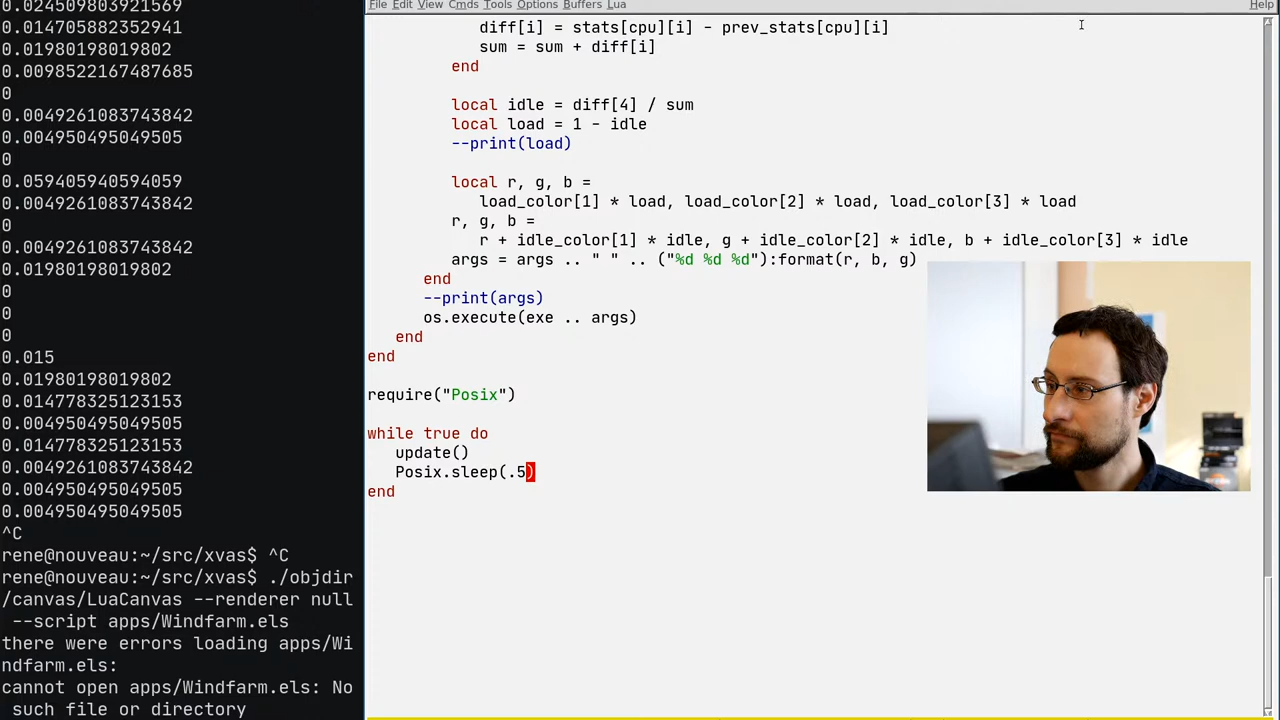 0.024509803921569
0.014705882352941
0.01980198019802
0.0098522167487685
0
0.0049261083743842
0.004950495049505
0
0.059405940594059
0.0049261083743842
0
0.0049261083743842
0.01980198019802
0
0
0
0.015
0.01980198019802
0.014778325123153
0.004950495049505
0.014778325123153
0.0049261083743842
0.004950495049505
0.004950495049505
^C
rene@nouveau:~/src/xvas$ ^C
rene@nouveau:~/src/xvas$ ./objdir
/canvas/LuaCanvas --renderer null
 --script apps/Windfarm.els
there were errors loading apps/Wi
ndfarm.els:
cannot open apps/Windfarm.els: No
 such file or directory
File Edit View Cmds Tools Options Buffers Lua Help
diff[i] = stats[cpu][i] - prev_stats[cpu][i]
sum = sum + diff[i]
end
local idle = diff[4] / sum
local load = 1 - idle
--print(load)
local r, g, b =
load_color[1] * load, load_color[2] * load, load_color[3] * load
r, g, b =
r + idle_color[1] * idle, g + idle_color[2] * idle, b + idle_color[3] * idle
args = args .. " " .. ("%d %d %d"):format(r, b, g)
end
--print(args)
os.execute(exe .. args)
end
end
require("Posix")
while true do
update()
Posix.sleep(.5)
end